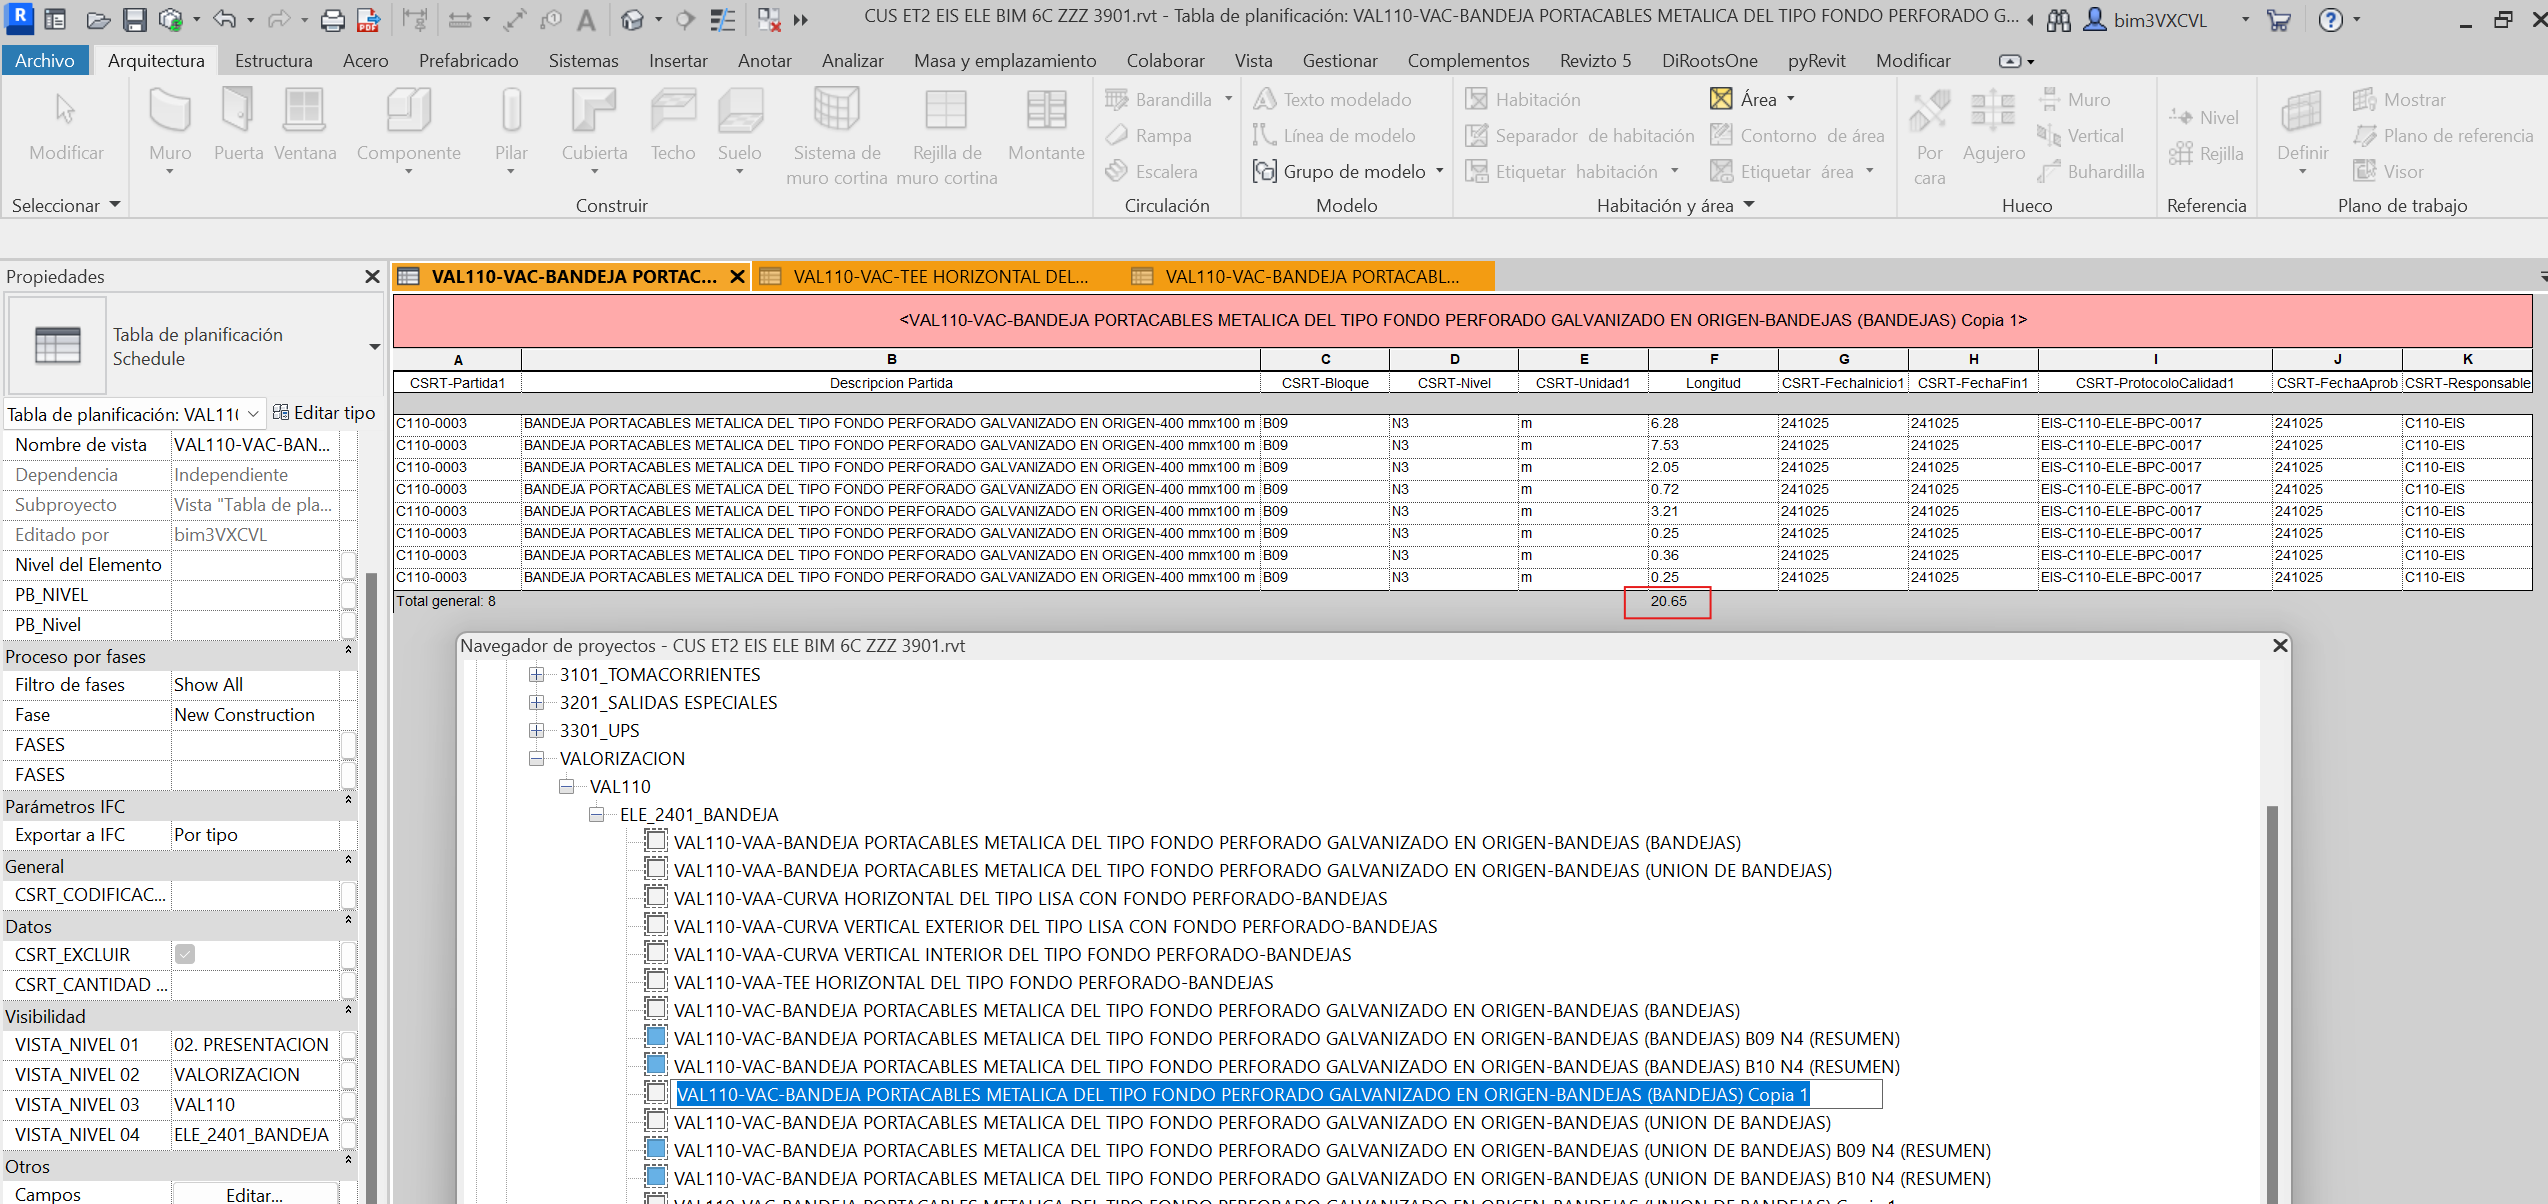 CUS ET2 EIS ELE BIM 6C ZZZ 3901.rvt - Tabla de planificación: VAL110-VAC-BANDEJA PORTACABLES METALICA DEL TIPO FONDO PERFORADO G... bim3VXCVL
Archivo Arquitectura Estructura Acero Prefabricado Sistemas Insertar Anotar Analizar Masa y emplazamiento Colaborar Vista Gestionar Complementos Revizto 5 DiRootsOne pyRevit Modificar
Modificar
Seleccionar
Muro Puerta Ventana Componente Pilar Cubierta Techo Suelo Sistema de muro cortina Rejilla de muro cortina Montante
Construir
Barandilla
Rampa
Escalera
Circulación
Texto modelado
Línea de modelo
Grupo de modelo
Modelo
Habitación
Separador de habitación
Etiquetar habitación
Área
Contorno de área
Etiquetar área
Habitación y área
Por cara
Agujero
Muro
Vertical
Buhardilla
Hueco
Nivel
Rejilla
Referencia
Definir
Mostrar
Plano de referencia
Visor
Plano de trabajo
Propiedades
Tabla de planificación
Schedule
Tabla de planificación: VAL11( Editar tipo
Nombre de vista VAL110-VAC-BAN...
Dependencia Independiente
Subproyecto Vista "Tabla de pla...
Editado por bim3VXCVL
Nivel del Elemento
PB_NIVEL
PB_Nivel
Proceso por fases
Filtro de fases Show All
Fase New Construction
FASES
FASES
Parámetros IFC
Exportar a IFC Por tipo
General
CSRT_CODIFICAC...
Datos
CSRT_EXCLUIR
CSRT_CANTIDAD ...
Visibilidad
VISTA_NIVEL 01 02. PRESENTACION
VISTA_NIVEL 02 VALORIZACION
VISTA_NIVEL 03 VAL110
VISTA_NIVEL 04 ELE_2401_BANDEJA
Otros
Campos Editar...
VAL110-VAC-BANDEJA PORTAC... VAL110-VAC-TEE HORIZONTAL DEL... VAL110-VAC-BANDEJA PORTACABL...
<VAL110-VAC-BANDEJA PORTACABLES METALICA DEL TIPO FONDO PERFORADO GALVANIZADO EN ORIGEN-BANDEJAS (BANDEJAS) Copia 1>
A B C D E F G H I J K
CSRT-Partida1 Descripcion Partida CSRT-Bloque CSRT-Nivel CSRT-Unidad1 Longitud CSRT-FechaInicio1 CSRT-FechaFin1 CSRT-ProtocoloCalidad1 CSRT-FechaAprob CSRT-Responsable
C110-0003 BANDEJA PORTACABLES METALICA DEL TIPO FONDO PERFORADO GALVANIZADO EN ORIGEN-400 mmx100 m B09 N3 m 6.28 241025 241025 EIS-C110-ELE-BPC-0017 241025 C110-EIS
C110-0003 BANDEJA PORTACABLES METALICA DEL TIPO FONDO PERFORADO GALVANIZADO EN ORIGEN-400 mmx100 m B09 N3 m 7.53 241025 241025 EIS-C110-ELE-BPC-0017 241025 C110-EIS
C110-0003 BANDEJA PORTACABLES METALICA DEL TIPO FONDO PERFORADO GALVANIZADO EN ORIGEN-400 mmx100 m B09 N3 m 2.05 241025 241025 EIS-C110-ELE-BPC-0017 241025 C110-EIS
C110-0003 BANDEJA PORTACABLES METALICA DEL TIPO FONDO PERFORADO GALVANIZADO EN ORIGEN-400 mmx100 m B09 N3 m 0.72 241025 241025 EIS-C110-ELE-BPC-0017 241025 C110-EIS
C110-0003 BANDEJA PORTACABLES METALICA DEL TIPO FONDO PERFORADO GALVANIZADO EN ORIGEN-400 mmx100 m B09 N3 m 3.21 241025 241025 EIS-C110-ELE-BPC-0017 241025 C110-EIS
C110-0003 BANDEJA PORTACABLES METALICA DEL TIPO FONDO PERFORADO GALVANIZADO EN ORIGEN-400 mmx100 m B09 N3 m 0.25 241025 241025 EIS-C110-ELE-BPC-0017 241025 C110-EIS
C110-0003 BANDEJA PORTACABLES METALICA DEL TIPO FONDO PERFORADO GALVANIZADO EN ORIGEN-400 mmx100 m B09 N3 m 0.36 241025 241025 EIS-C110-ELE-BPC-0017 241025 C110-EIS
C110-0003 BANDEJA PORTACABLES METALICA DEL TIPO FONDO PERFORADO GALVANIZADO EN ORIGEN-400 mmx100 m B09 N3 m 0.25 241025 241025 EIS-C110-ELE-BPC-0017 241025 C110-EIS
Total general: 8 20.65
Navegador de proyectos - CUS ET2 EIS ELE BIM 6C ZZZ 3901.rvt
3101_TOMACORRIENTES
3201_SALIDAS ESPECIALES
3301_UPS
VALORIZACION
VAL110
ELE_2401_BANDEJA
VAL110-VAA-BANDEJA PORTACABLES METALICA DEL TIPO FONDO PERFORADO GALVANIZADO EN ORIGEN-BANDEJAS (BANDEJAS)
VAL110-VAA-BANDEJA PORTACABLES METALICA DEL TIPO FONDO PERFORADO GALVANIZADO EN ORIGEN-BANDEJAS (UNION DE BANDEJAS)
VAL110-VAA-CURVA HORIZONTAL DEL TIPO LISA CON FONDO PERFORADO-BANDEJAS
VAL110-VAA-CURVA VERTICAL EXTERIOR DEL TIPO LISA CON FONDO PERFORADO-BANDEJAS
VAL110-VAA-CURVA VERTICAL INTERIOR DEL TIPO FONDO PERFORADO-BANDEJAS
VAL110-VAA-TEE HORIZONTAL DEL TIPO FONDO PERFORADO-BANDEJAS
VAL110-VAC-BANDEJA PORTACABLES METALICA DEL TIPO FONDO PERFORADO GALVANIZADO EN ORIGEN-BANDEJAS (BANDEJAS)
VAL110-VAC-BANDEJA PORTACABLES METALICA DEL TIPO FONDO PERFORADO GALVANIZADO EN ORIGEN-BANDEJAS (BANDEJAS) B09 N4 (RESUMEN)
VAL110-VAC-BANDEJA PORTACABLES METALICA DEL TIPO FONDO PERFORADO GALVANIZADO EN ORIGEN-BANDEJAS (BANDEJAS) B10 N4 (RESUMEN)
VAL110-VAC-BANDEJA PORTACABLES METALICA DEL TIPO FONDO PERFORADO GALVANIZADO EN ORIGEN-BANDEJAS (BANDEJAS) Copia 1
VAL110-VAC-BANDEJA PORTACABLES METALICA DEL TIPO FONDO PERFORADO GALVANIZADO EN ORIGEN-BANDEJAS (UNION DE BANDEJAS)
VAL110-VAC-BANDEJA PORTACABLES METALICA DEL TIPO FONDO PERFORADO GALVANIZADO EN ORIGEN-BANDEJAS (UNION DE BANDEJAS) B09 N4 (RESUMEN)
VAL110-VAC-BANDEJA PORTACABLES METALICA DEL TIPO FONDO PERFORADO GALVANIZADO EN ORIGEN-BANDEJAS (UNION DE BANDEJAS) B10 N4 (RESUMEN)